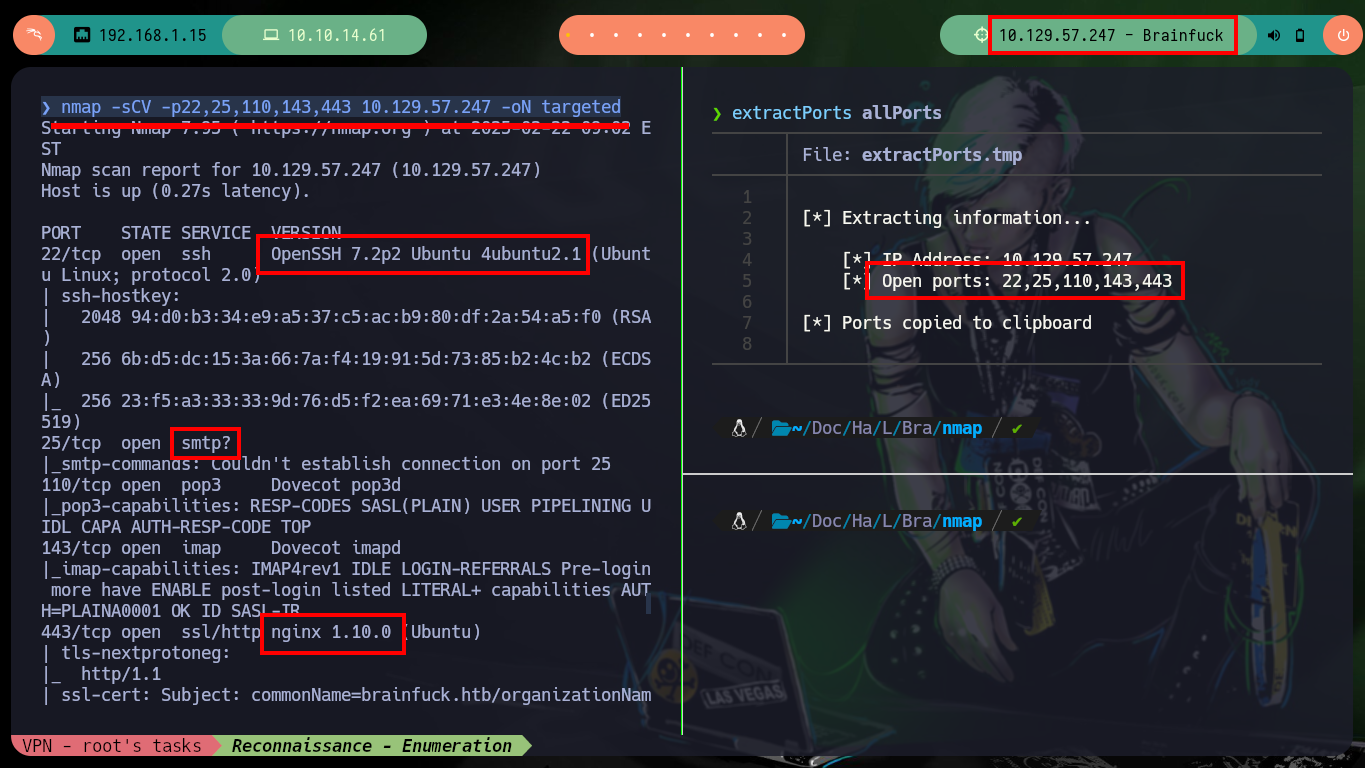 192.168.1.15
10.10.14.61
10.129.57.247 - Brainfuck
❯ nmap -sCV -p22,25,110,143,443 10.129.57.247 -oN targeted
Starting Nmap 7.95 ( https://nmap.org ) at 2025-02-22 09:02 E
ST
Nmap scan report for 10.129.57.247 (10.129.57.247)
Host is up (0.27s latency).
PORT    STATE SERVICE  VERSION
22/tcp  open  ssh      OpenSSH 7.2p2 Ubuntu 4ubuntu2.1 (Ubunt
u Linux; protocol 2.0)
| ssh-hostkey:
|   2048 94:d0:b3:34:e9:a5:37:c5:ac:b9:80:df:2a:54:a5:f0 (RSA
)
|   256 6b:d5:dc:15:3a:66:7a:f4:19:91:5d:73:85:b2:4c:b2 (ECDS
A)
|_  256 23:f5:a3:33:33:9d:76:d5:f2:ea:69:71:e3:4e:8e:02 (ED25
519)
25/tcp  open  smtp?
|_smtp-commands: Couldn't establish connection on port 25
110/tcp open  pop3     Dovecot pop3d
|_pop3-capabilities: RESP-CODES SASL(PLAIN) USER PIPELINING U
IDL CAPA AUTH-RESP-CODE TOP
143/tcp open  imap     Dovecot imapd
|_imap-capabilities: IMAP4rev1 IDLE LOGIN-REFERRALS Pre-login
 more have ENABLE post-login listed LITERAL+ capabilities AUT
H=PLAINA0001 OK ID SASL-IR
443/tcp open  ssl/http nginx 1.10.0 (Ubuntu)
| tls-nextprotoneg:
|_  http/1.1
| ssl-cert: Subject: commonName=brainfuck.htb/organizationNam
❯ extractPorts allPorts
File: extractPorts.tmp
1
2 [*] Extracting information...
3
4     [*] IP Address: 10.129.57.247
5     [*] Open ports: 22,25,110,143,443
6
7 [*] Ports copied to clipboard
8
/ ~/Doc/Ha/L/Bra/nmap / ✔
/ ~/Doc/Ha/L/Bra/nmap / ✔
DEF CON
LAS VEGAS
VPN - root's tasks
Reconnaissance - Enumeration